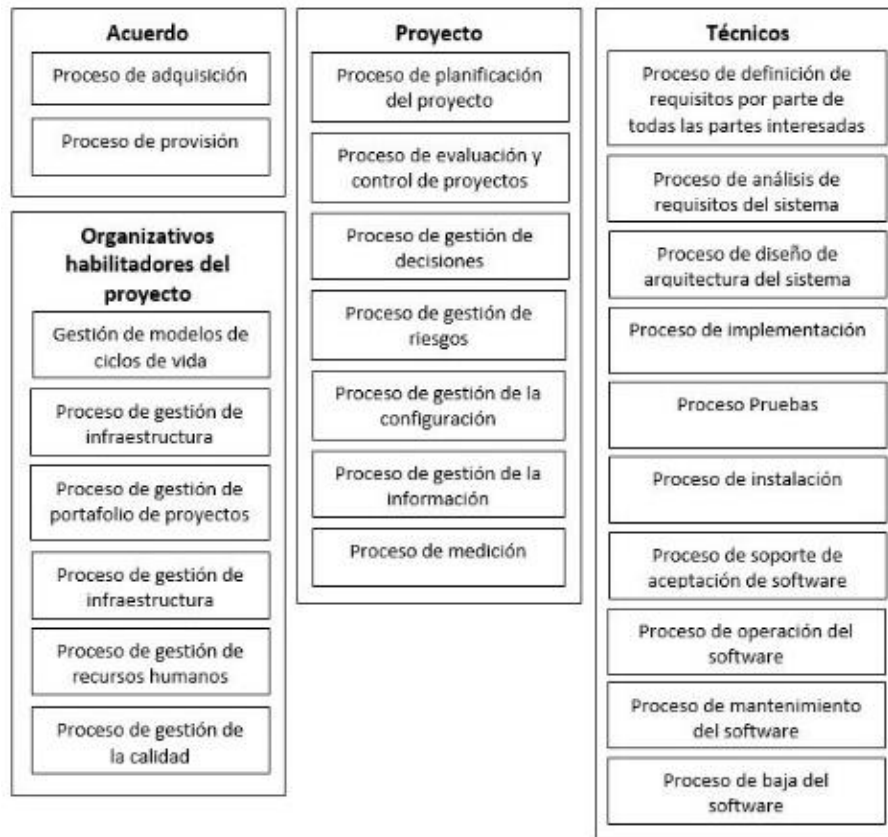 Acuerdo
Proceso de adquisición
Proceso de provisión
Organizativos
habilitadores del
proyecto
Gestión de modelos de
ciclos de vida
Proceso de gestión de
infraestructura
Proceso de gestión de
portafolio de proyectos
Proceso de gestión de
infraestructura
Proceso de gestión de
recursos humanos
Proceso de gestión de
la calidad
Proyecto
Proceso de planificación
del proyecto
Proceso de evaluación y
control de proyectos
Proceso de gestión de
decisiones
Proceso de gestión de
riesgos
Proceso de gestión de la
configuración
Proceso de gestión de la
información
Proceso de medición
Técnicos
Proceso de definición de
requisitos por parte de
todas las partes interesadas
Proceso de análisis de
requisitos del sistema
Proceso de diseño de
arquitectura del sistema
Proceso de implementación
Proceso Pruebas
Proceso de instalación
Proceso de soporte de
aceptación de software
Proceso de operación del
software
Proceso de mantenimiento
del software
Proceso de baja del
software